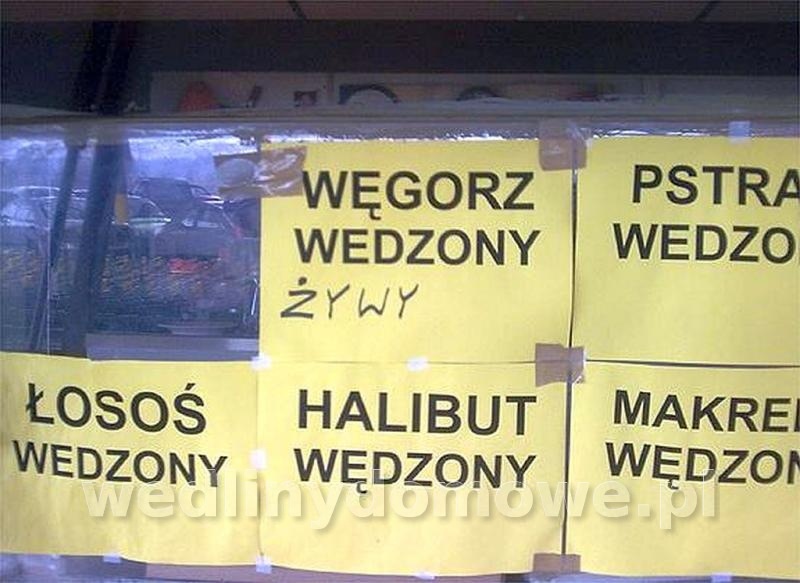 WĘGORZ
WEDZONY
ŻYWY
PSTRA
WEDZO
ŁOSOŚ
WEDZONY
HALIBUT
WĘDZONY
MAKREL
WĘDZON
wedlinydomowe.pl